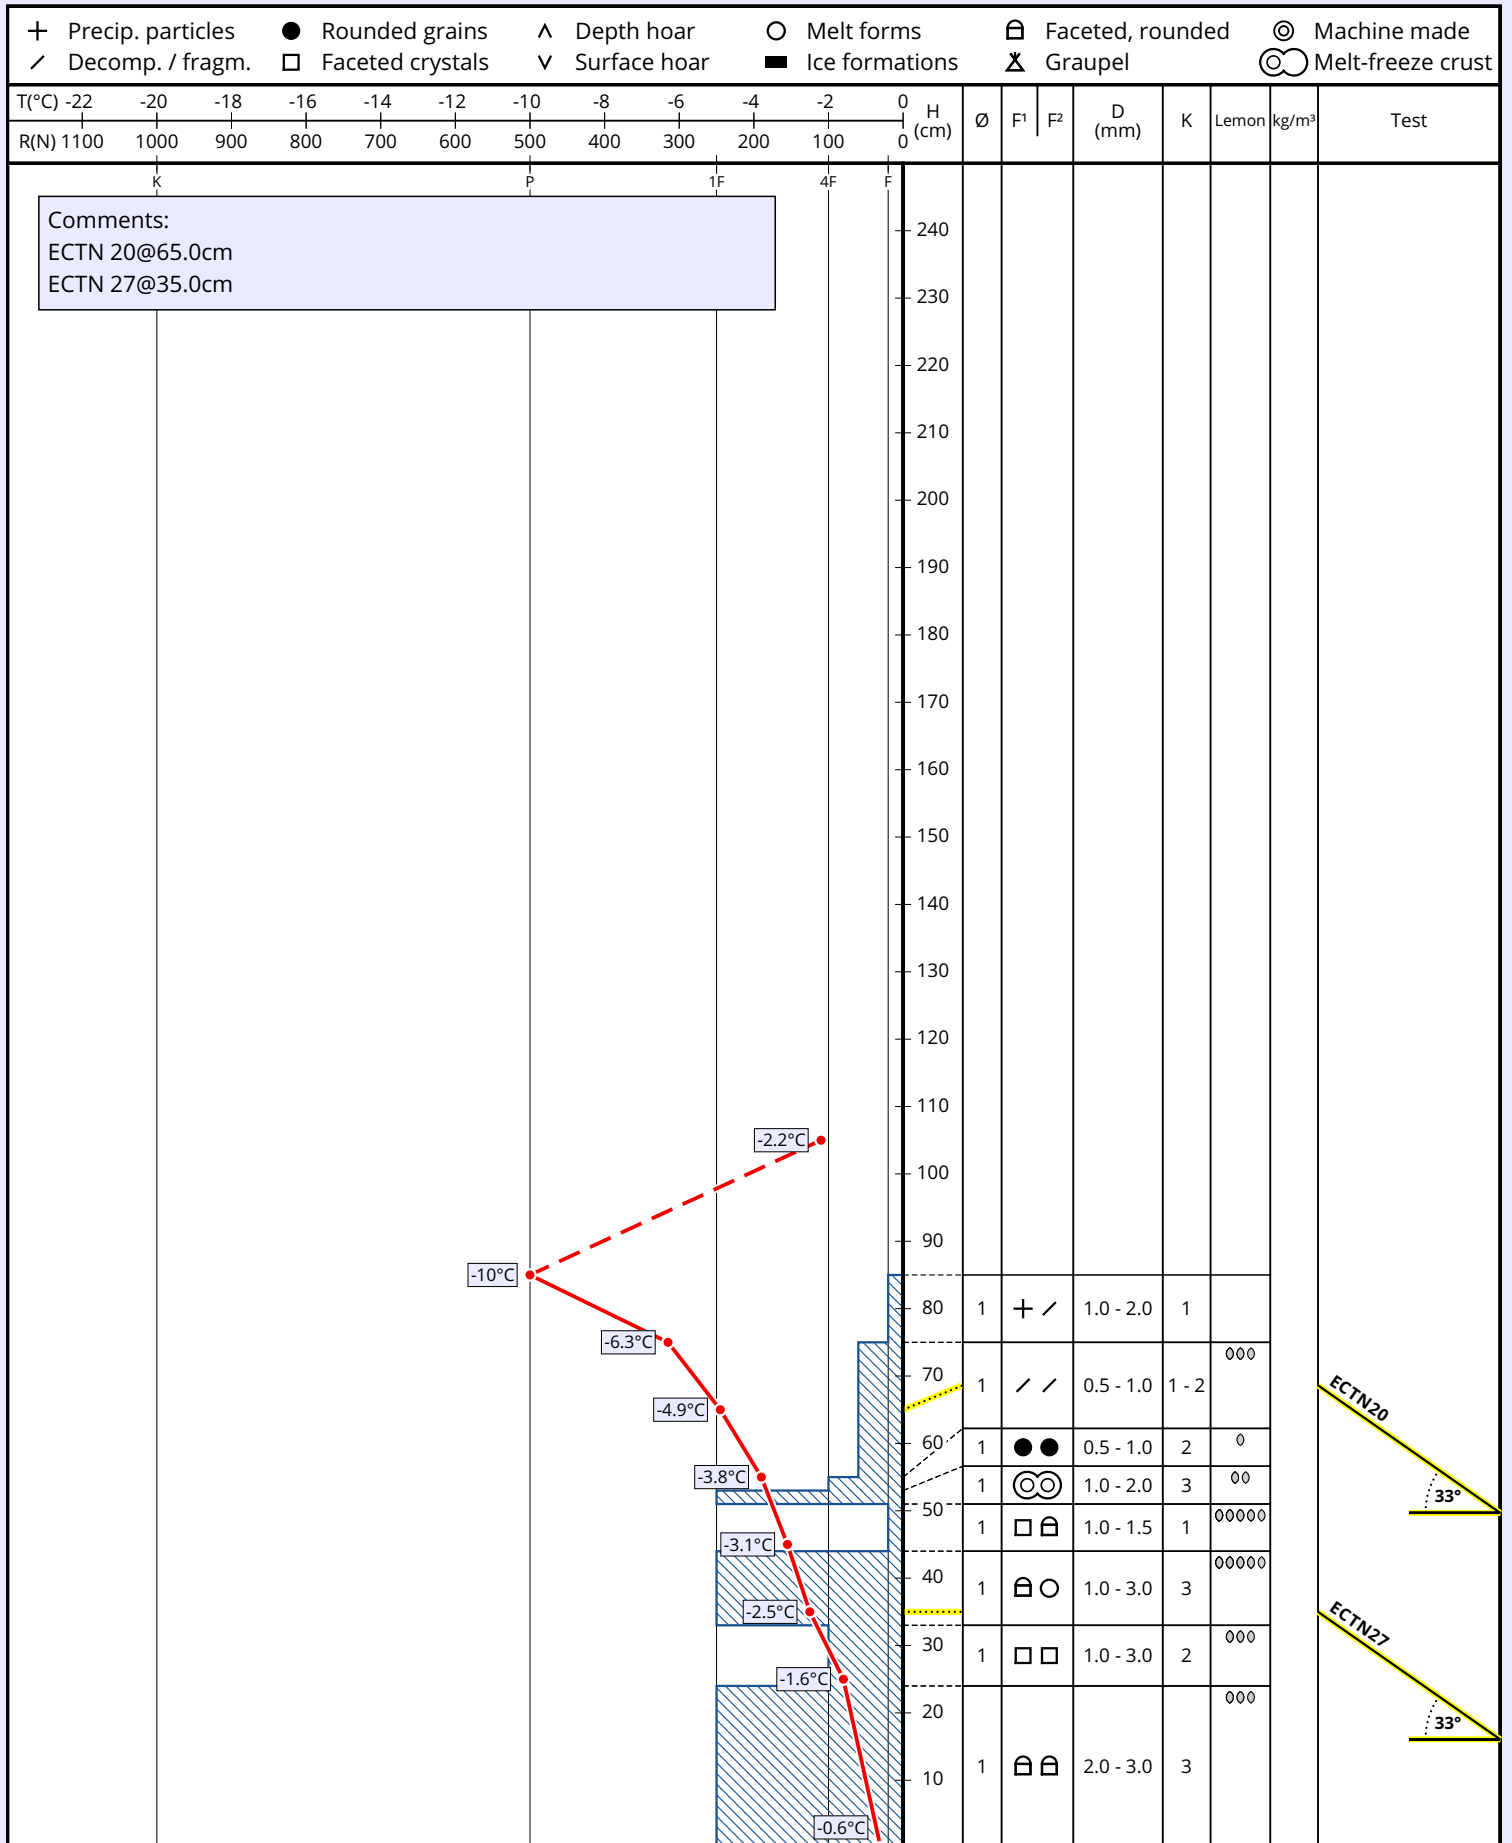 Precip. particles Rounded grains Depth hoar Melt forms Faceted, rounded Machine made
Decomp. / fragm. Faceted crystals Surface hoar Ice formations Graupel Melt-freeze crust
T(°C) -22 -20 -18 -16 -14 -12 -10 -8 -6 -4 -2 0
R(N) 1100 1000 900 800 700 600 500 400 300 200 100 0
H (cm) Ø F¹ F² D (mm) K Lemon kg/m³ Test
K P 1F 4F F
Comments:
ECTN 20@65.0cm
ECTN 27@35.0cm
240
230
220
210
200
190
180
170
160
150
140
130
120
110
-2.2°C
100
90
-10°C
80 1 1.0 - 2.0 1
-6.3°C
70 1 0.5 - 1.0 1 - 2
ECTN20
-4.9°C
60 1 0.5 - 1.0 2
-3.8°C
1 1.0 - 2.0 3
33°
50 1 1.0 - 1.5 1
-3.1°C
40 1 1.0 - 3.0 3
-2.5°C
ECTN27
30 1 1.0 - 3.0 2
-1.6°C
20
33°
10 1 2.0 - 3.0 3
-0.6°C